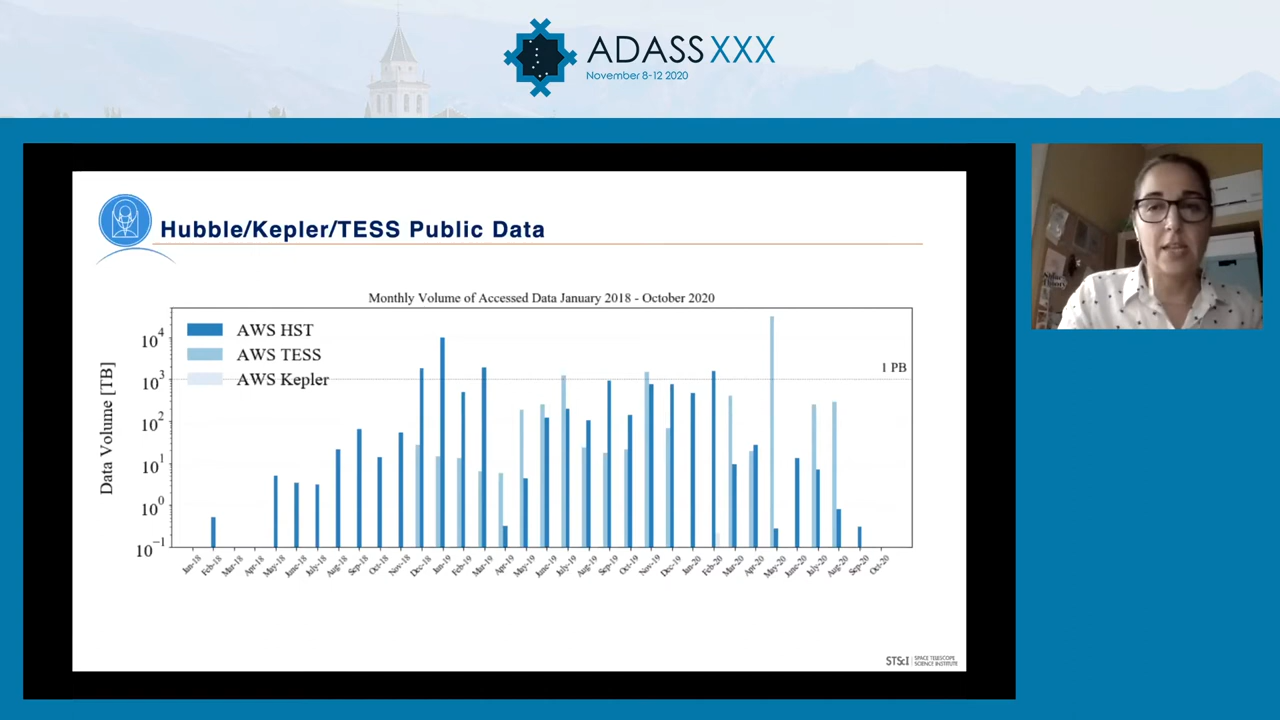 ADASS XXX
November 8-12 2020
Hubble/Kepler/TESS Public Data
Monthly Volume of Accessed Data January 2018 - October 2020
AWS HST
AWS TESS
AWS Kepler
1 PB
Data Volume [TB]
10⁴
10³
10²
10¹
10⁰
10⁻¹
Jan-18
Feb-18
Mar-18
Apr-18
May-18
June-18
July-18
Aug-18
Sep-18
Oct-18
Nov-18
Dec-18
Jan-19
Feb-19
Mar-19
Apr-19
May-19
June-19
July-19
Aug-19
Sep-19
Oct-19
Nov-19
Dec-19
Jan-20
Feb-20
Mar-20
Apr-20
May-20
June-20
July-20
Aug-20
Sep-20
Oct-20
STScI
SPACE TELESCOPE
SCIENCE INSTITUTE